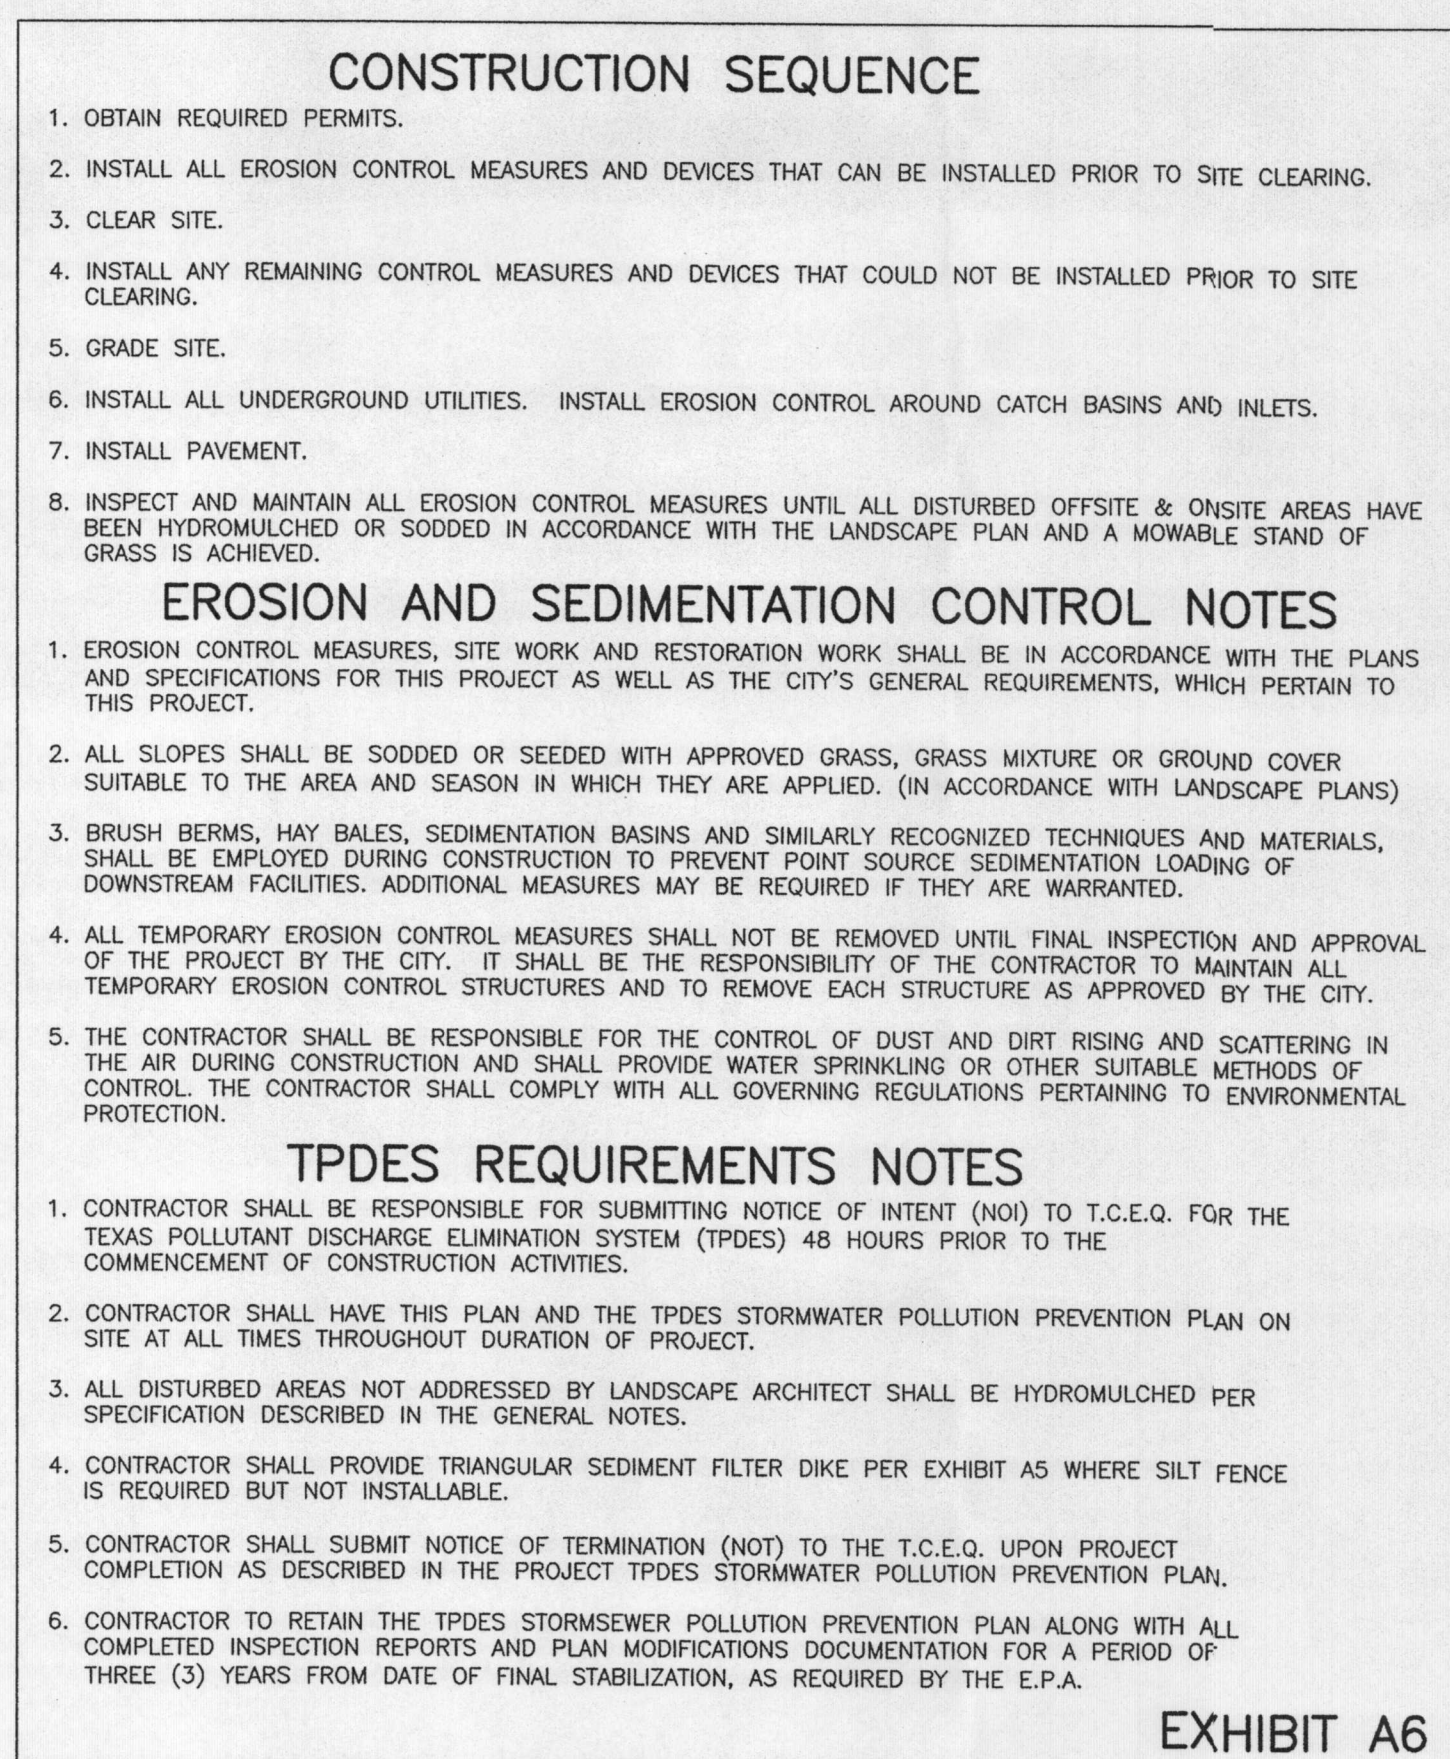 CONSTRUCTION SEQUENCE
1. OBTAIN REQUIRED PERMITS.
2. INSTALL ALL EROSION CONTROL MEASURES AND DEVICES THAT CAN BE INSTALLED PRIOR TO SITE CLEARING.
3. CLEAR SITE.
4. INSTALL ANY REMAINING CONTROL MEASURES AND DEVICES THAT COULD NOT BE INSTALLED PRIOR TO SITE
CLEARING.
5. GRADE SITE.
6. INSTALL ALL UNDERGROUND UTILITIES. INSTALL EROSION CONTROL AROUND CATCH BASINS AND INLETS.
7. INSTALL PAVEMENT.
8. INSPECT AND MAINTAIN ALL EROSION CONTROL MEASURES UNTIL ALL DISTURBED OFFSITE & ONSITE AREAS HAVE
BEEN HYDROMULCHED OR SODDED IN ACCORDANCE WITH THE LANDSCAPE PLAN AND A MOWABLE STAND OF
GRASS IS ACHIEVED.
EROSION AND SEDIMENTATION CONTROL NOTES
1. EROSION CONTROL MEASURES, SITE WORK AND RESTORATION WORK SHALL BE IN ACCORDANCE WITH THE PLANS
AND SPECIFICATIONS FOR THIS PROJECT AS WELL AS THE CITY'S GENERAL REQUIREMENTS, WHICH PERTAIN TO
THIS PROJECT.
2. ALL SLOPES SHALL BE SODDED OR SEEDED WITH APPROVED GRASS, GRASS MIXTURE OR GROUND COVER
SUITABLE TO THE AREA AND SEASON IN WHICH THEY ARE APPLIED. (IN ACCORDANCE WITH LANDSCAPE PLANS)
3. BRUSH BERMS, HAY BALES, SEDIMENTATION BASINS AND SIMILARLY RECOGNIZED TECHNIQUES AND MATERIALS,
SHALL BE EMPLOYED DURING CONSTRUCTION TO PREVENT POINT SOURCE SEDIMENTATION LOADING OF
DOWNSTREAM FACILITIES. ADDITIONAL MEASURES MAY BE REQUIRED IF THEY ARE WARRANTED.
4. ALL TEMPORARY EROSION CONTROL MEASURES SHALL NOT BE REMOVED UNTIL FINAL INSPECTION AND APPROVAL
OF THE PROJECT BY THE CITY. IT SHALL BE THE RESPONSIBILITY OF THE CONTRACTOR TO MAINTAIN ALL
TEMPORARY EROSION CONTROL STRUCTURES AND TO REMOVE EACH STRUCTURE AS APPROVED BY THE CITY.
5. THE CONTRACTOR SHALL BE RESPONSIBLE FOR THE CONTROL OF DUST AND DIRT RISING AND SCATTERING IN
THE AIR DURING CONSTRUCTION AND SHALL PROVIDE WATER SPRINKLING OR OTHER SUITABLE METHODS OF
CONTROL. THE CONTRACTOR SHALL COMPLY WITH ALL GOVERNING REGULATIONS PERTAINING TO ENVIRONMENTAL
PROTECTION.
TPDES REQUIREMENTS NOTES
1. CONTRACTOR SHALL BE RESPONSIBLE FOR SUBMITTING NOTICE OF INTENT (NOI) TO T.C.E.Q. FOR THE
TEXAS POLLUTANT DISCHARGE ELIMINATION SYSTEM (TPDES) 48 HOURS PRIOR TO THE
COMMENCEMENT OF CONSTRUCTION ACTIVITIES.
2. CONTRACTOR SHALL HAVE THIS PLAN AND THE TPDES STORMWATER POLLUTION PREVENTION PLAN ON
SITE AT ALL TIMES THROUGHOUT DURATION OF PROJECT.
3. ALL DISTURBED AREAS NOT ADDRESSED BY LANDSCAPE ARCHITECT SHALL BE HYDROMULCHED PER
SPECIFICATION DESCRIBED IN THE GENERAL NOTES.
4. CONTRACTOR SHALL PROVIDE TRIANGULAR SEDIMENT FILTER DIKE PER EXHIBIT A5 WHERE SILT FENCE
IS REQUIRED BUT NOT INSTALLABLE.
5. CONTRACTOR SHALL SUBMIT NOTICE OF TERMINATION (NOT) TO THE T.C.E.Q. UPON PROJECT
COMPLETION AS DESCRIBED IN THE PROJECT TPDES STORMWATER POLLUTION PREVENTION PLAN.
6. CONTRACTOR TO RETAIN THE TPDES STORMSEWER POLLUTION PREVENTION PLAN ALONG WITH ALL
COMPLETED INSPECTION REPORTS AND PLAN MODIFICATIONS DOCUMENTATION FOR A PERIOD OF
THREE (3) YEARS FROM DATE OF FINAL STABILIZATION, AS REQUIRED BY THE E.P.A.
EXHIBIT A6